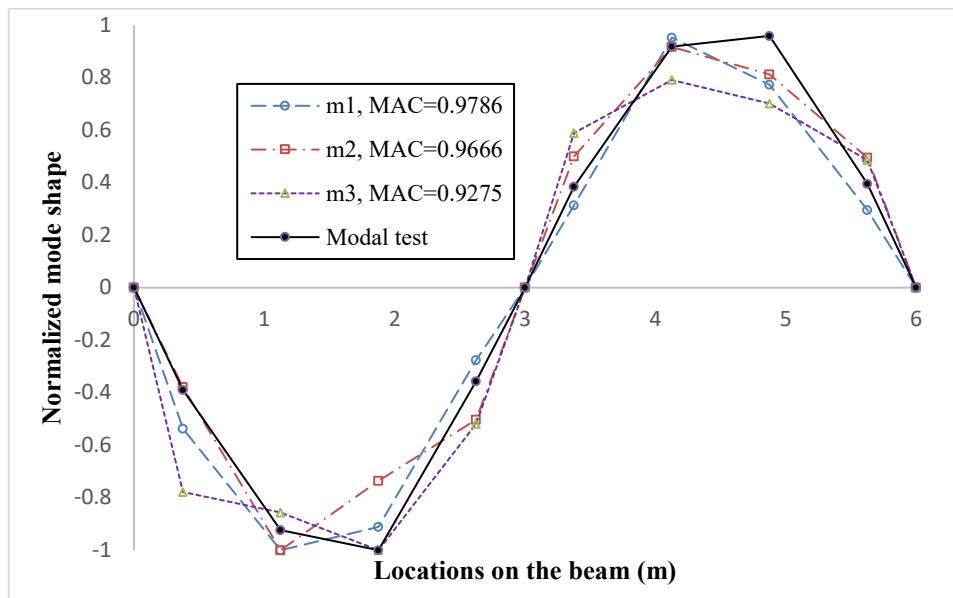 1
0.8
0.6
0.4
0.2
0
-0.2
-0.4
-0.6
-0.8
-1
0 1 2 3 4 5 6
Normalized mode shape
Locations on the beam (m)
m1, MAC=0.9786
m2, MAC=0.9666
m3, MAC=0.9275
Modal test